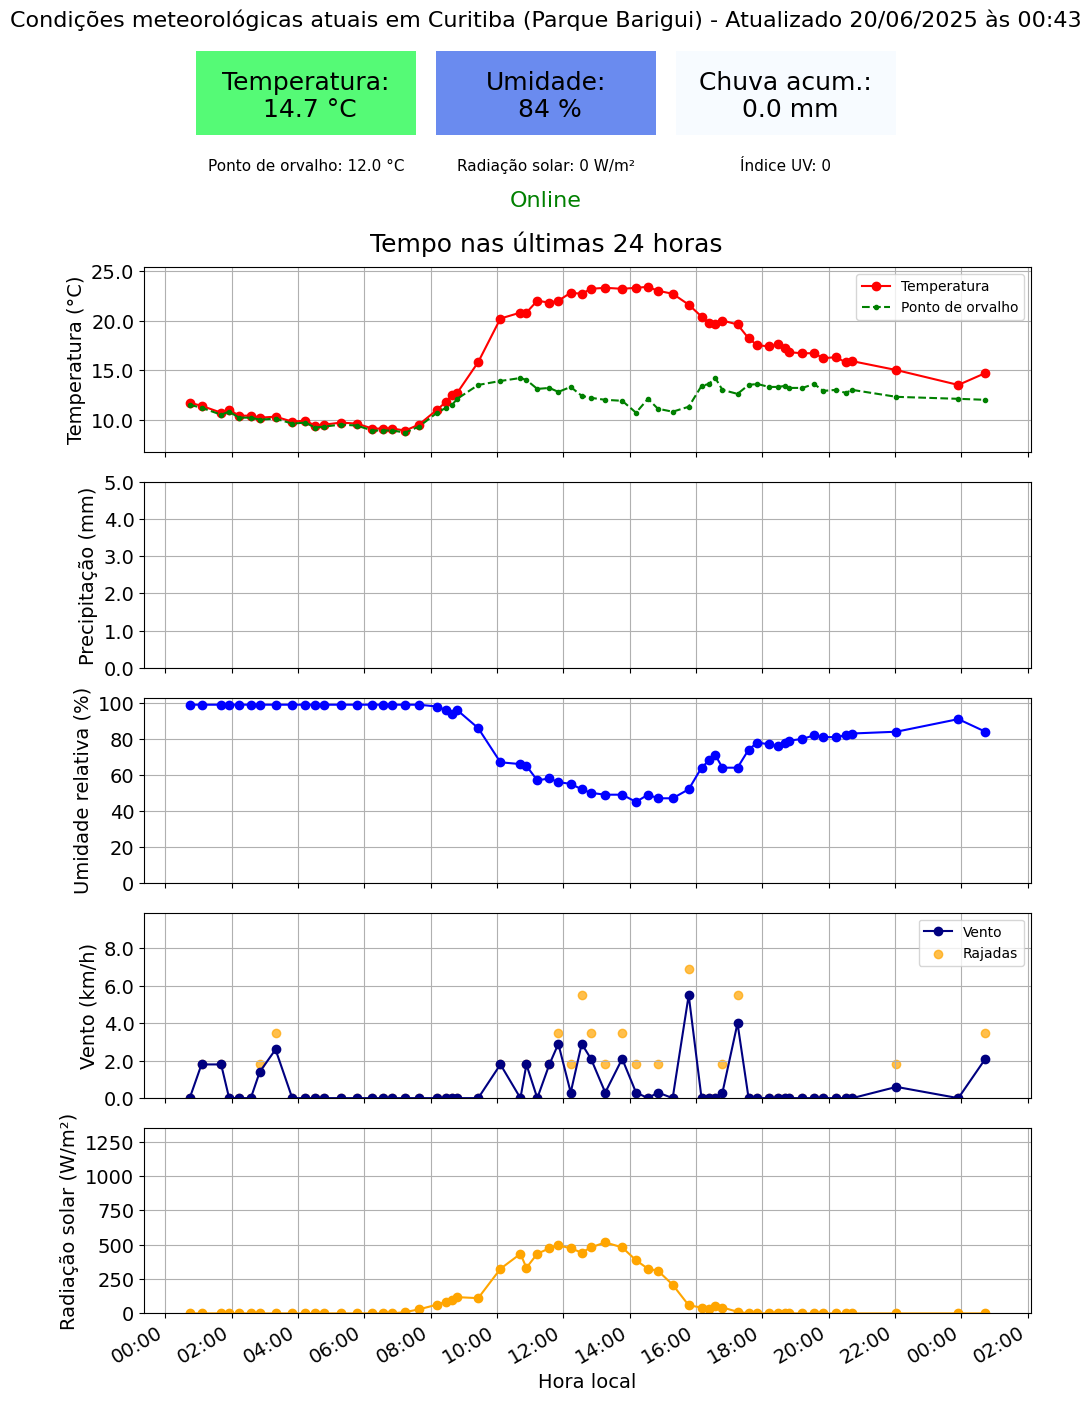 Condições meteorológicas atuais em Curitiba (Parque Barigui) - Atualizado 20/06/2025 às 00:43
Temperatura:
14.7 °C
Umidade:
84 %
Chuva acum.:
0.0 mm
Ponto de orvalho: 12.0 °C
Radiação solar: 0 W/m²
Índice UV: 0
Online
Tempo nas últimas 24 horas
Temperatura (°C)
25.0
20.0
15.0
10.0
Temperatura
Ponto de orvalho
Precipitação (mm)
5.0
4.0
3.0
2.0
1.0
0.0
Umidade relativa (%)
100
80
60
40
20
0
Vento (km/h)
8.0
6.0
4.0
2.0
0.0
Vento
Rajadas
Radiação solar (W/m²)
1250
1000
750
500
250
0
00:00
02:00
04:00
06:00
08:00
10:00
12:00
14:00
16:00
18:00
20:00
22:00
00:00
02:00
Hora local